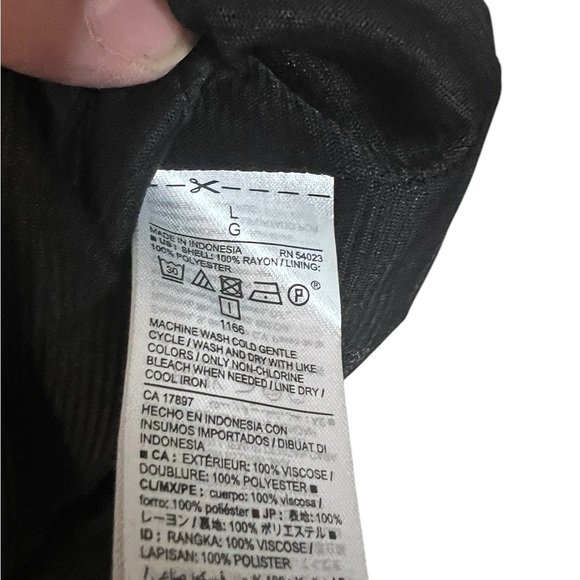 L
G
MADE IN INDONESIA RN 54023
■ US: SHELL: 100% RAYON / LINING:
100% POLYESTER
30 P ®
1166
MACHINE WASH COLD GENTLE
CYCLE / WASH AND DRY WITH LIKE
COLORS / ONLY NON-CHLORINE
BLEACH WHEN NEEDED / LINE DRY /
COOL IRON
CA 17897
HECHO EN INDONESIA CON
INSUMOS IMPORTADOS / DIBUAT DI
INDONESIA
■ CA: EXTÉRIEUR: 100% VISCOSE /
DOUBLURE: 100% POLYESTER ■
CL/MX/PE: cuerpo: 100% viscosa /
forro: 100% poliéster ■ JP: 表地: 100%
レーヨン / 裏地: 100% ポリエステル ■
ID: RANGKA: 100% VISCOSE /
LAPISAN: 100% POLISTER